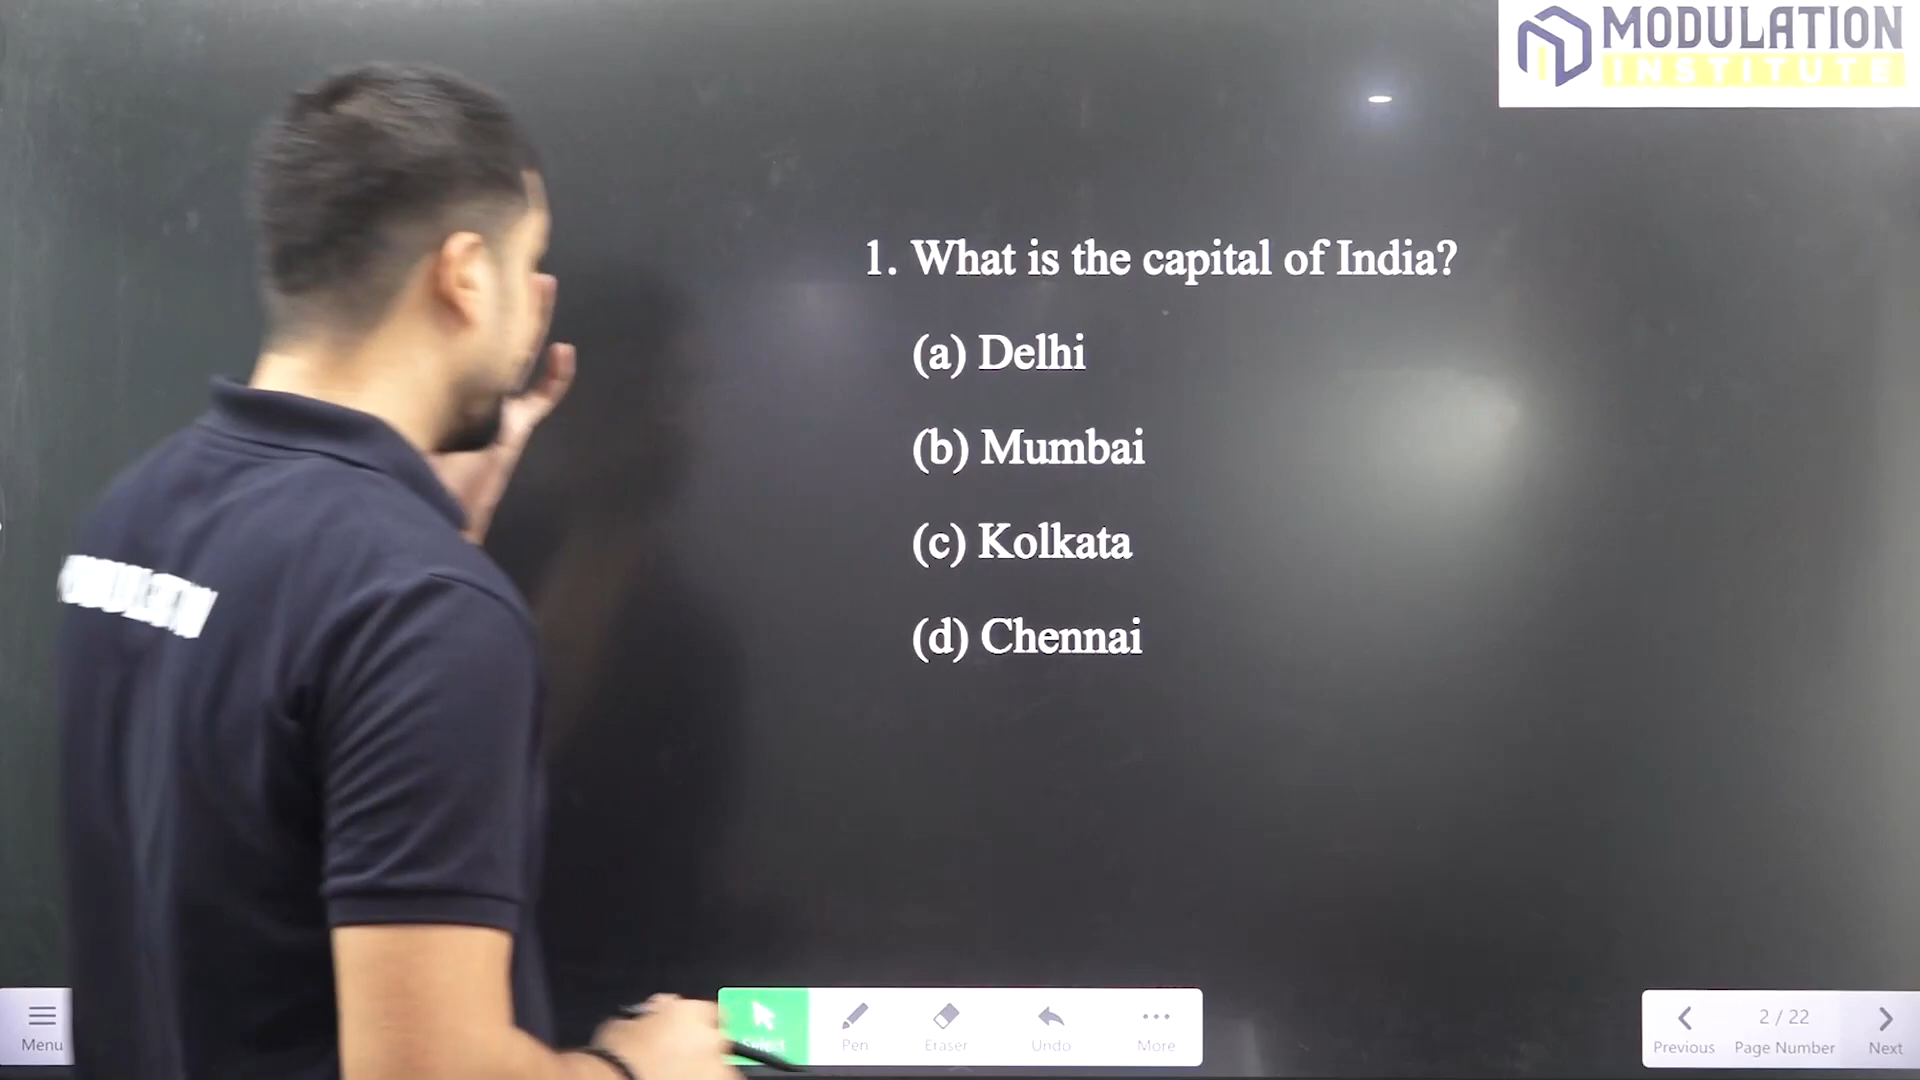 MODULATION
INSTITUTE
1. What is the capital of India?
(a) Delhi
(b) Mumbai
(c) Kolkata
(d) Chennai
Menu
Select
Pen
Eraser
Undo
More
Previous
2 / 22
Page Number
Next